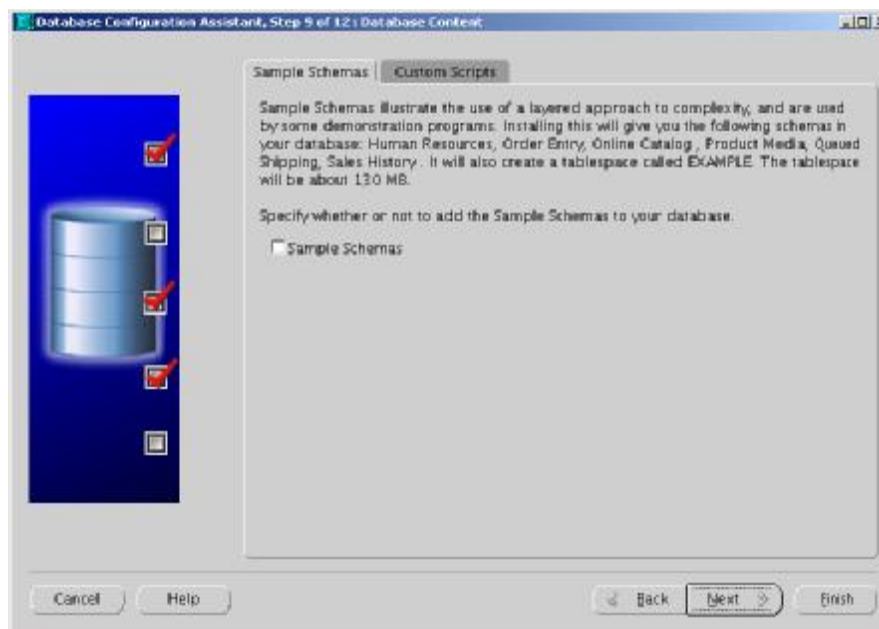 Database Configuration Assistant, Step 9 of 12 : Database Content
Sample Schemas
Custom Scripts
Sample Schemas illustrate the use of a layered approach to complexity, and are used
by some demonstration programs. Installing this will give you the following schemas in
your database: Human Resources, Order Entry, Online Catalog , Product Media, Queued
Shipping, Sales History . It will also create a tablespace called EXAMPLE. The tablespace
will be about 130 MB.
Specify whether or not to add the Sample Schemas to your database.
Sample Schemas
Cancel
Help
Back
Next
Finish